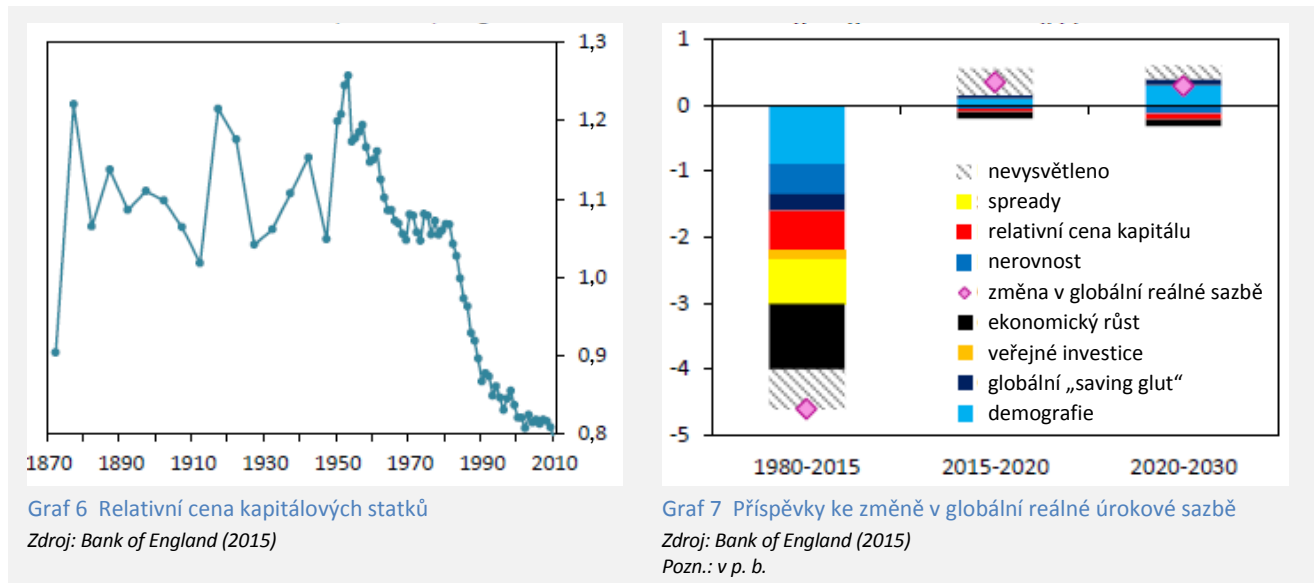 1,3
1,2
1,1
1,0
0,9
0,8
1870 1890 1910 1930 1950 1970 1990 2010
Graf 6 Relativní cena kapitálových statků
Zdroj: Bank of England (2015)
1
0
-1
-2
-3
-4
-5
nevysvětleno
spready
relativní cena kapitálu
nerovnost
změna v globální reálné sazbě
ekonomický růst
veřejné investice
globální „saving glut“
demografie
1980-2015 2015-2020 2020-2030
Graf 7 Příspěvky ke změně v globální reálné úrokové sazbě
Zdroj: Bank of England (2015)
Pozn.: v p. b.